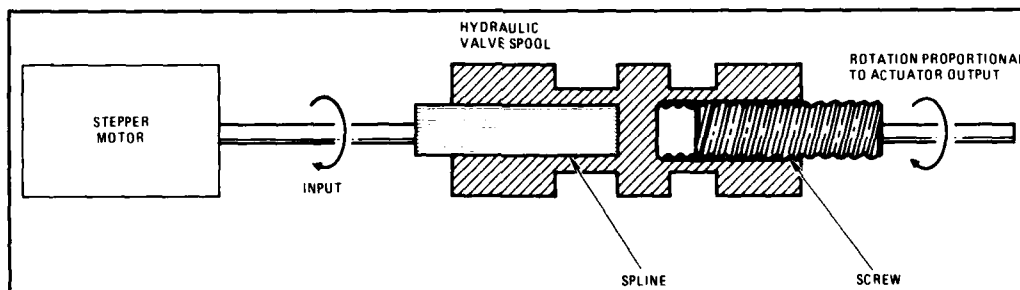 HYDRAULIC
VALVE SPOOL
ROTATION PROPORTIONAL
TO ACTUATOR OUTPUT
STEPPER
MOTOR
INPUT
SPLINE
SCREW